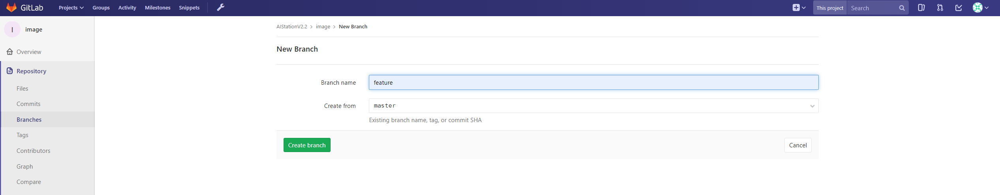 GitLab Projects Groups Activity Milestones Snippets This project Search
I image
AIStationV2.2 > image > New Branch
Overview
Repository
Files
Commits
Branches
Tags
Contributors
Graph
Compare
New Branch
Branch name feature
Create from master
Existing branch name, tag, or commit SHA
Create branch Cancel